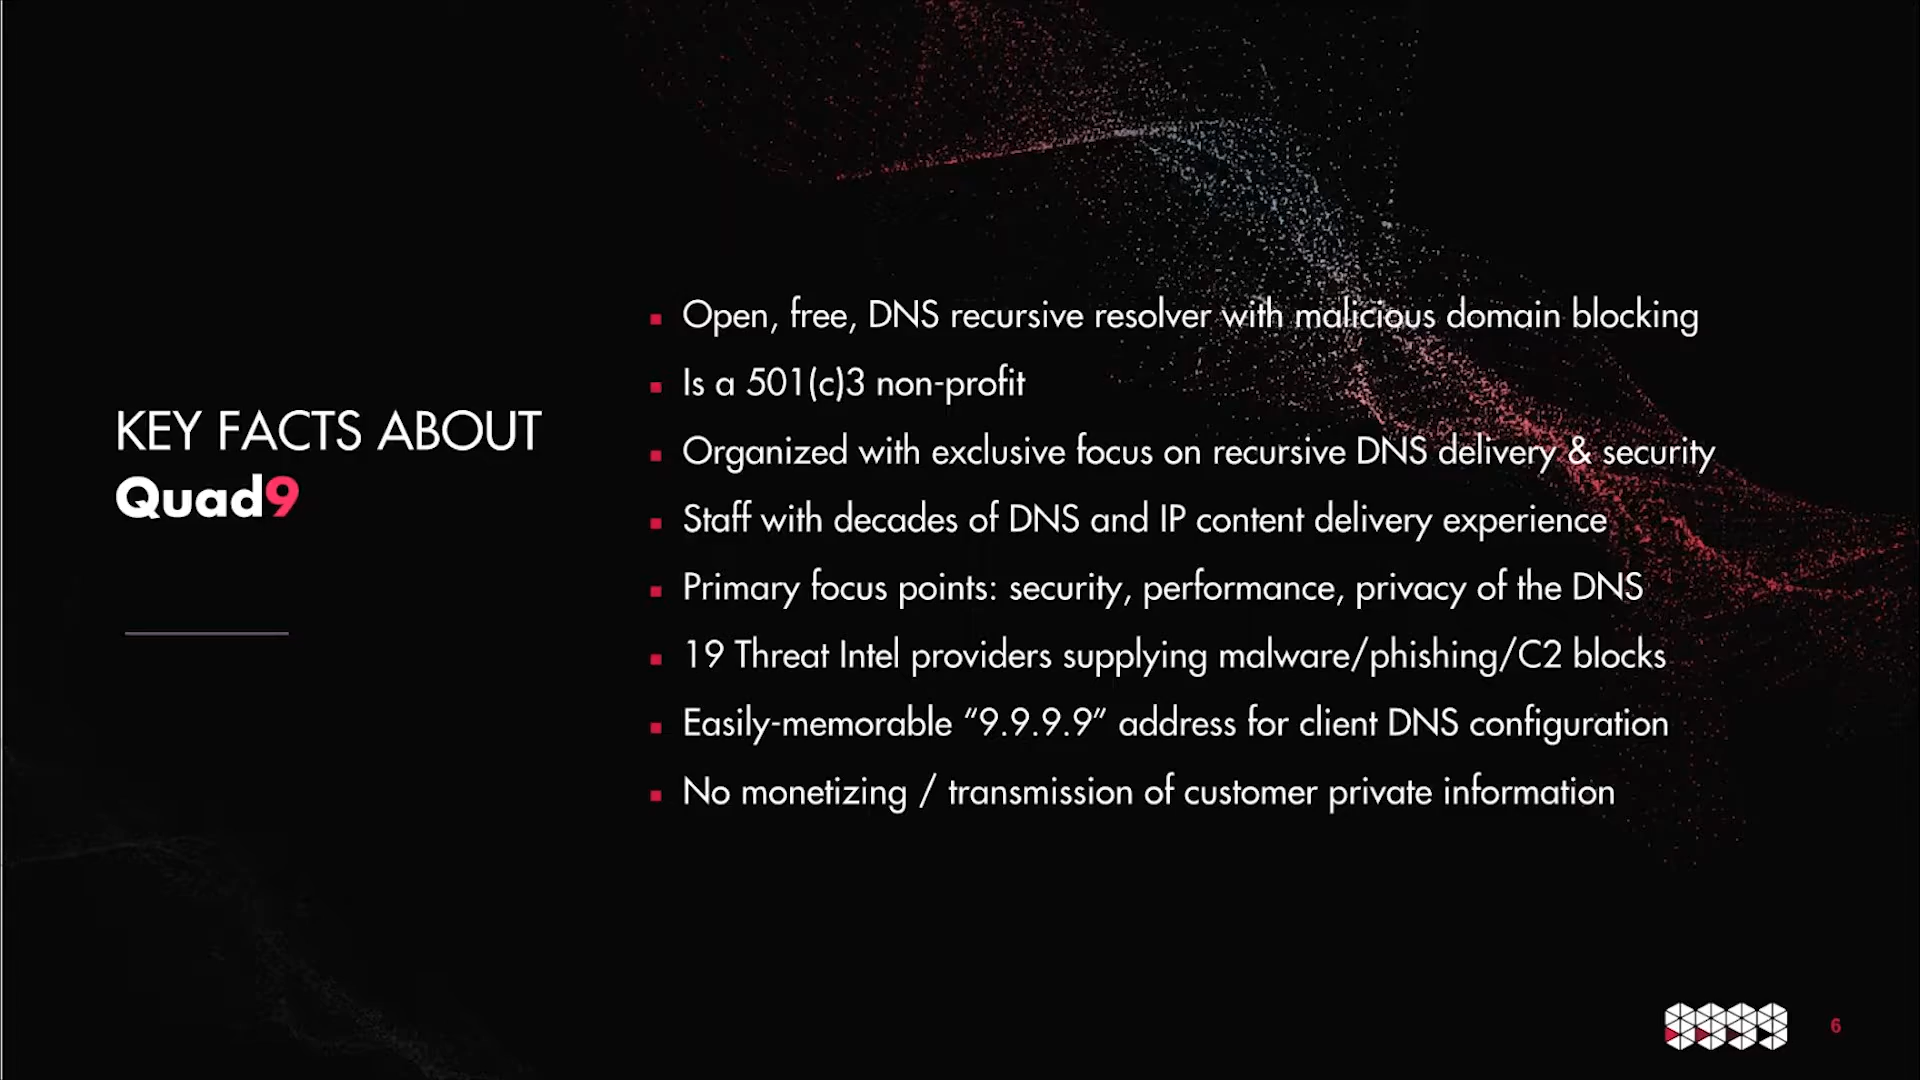 KEY FACTS ABOUT
Quad9
Open, free, DNS recursive resolver with malicious domain blocking
Is a 501(c)3 non-profit
Organized with exclusive focus on recursive DNS delivery & security
Staff with decades of DNS and IP content delivery experience
Primary focus points: security, performance, privacy of the DNS
19 Threat Intel providers supplying malware/phishing/C2 blocks
Easily-memorable “9.9.9.9” address for client DNS configuration
No monetizing / transmission of customer private information
6